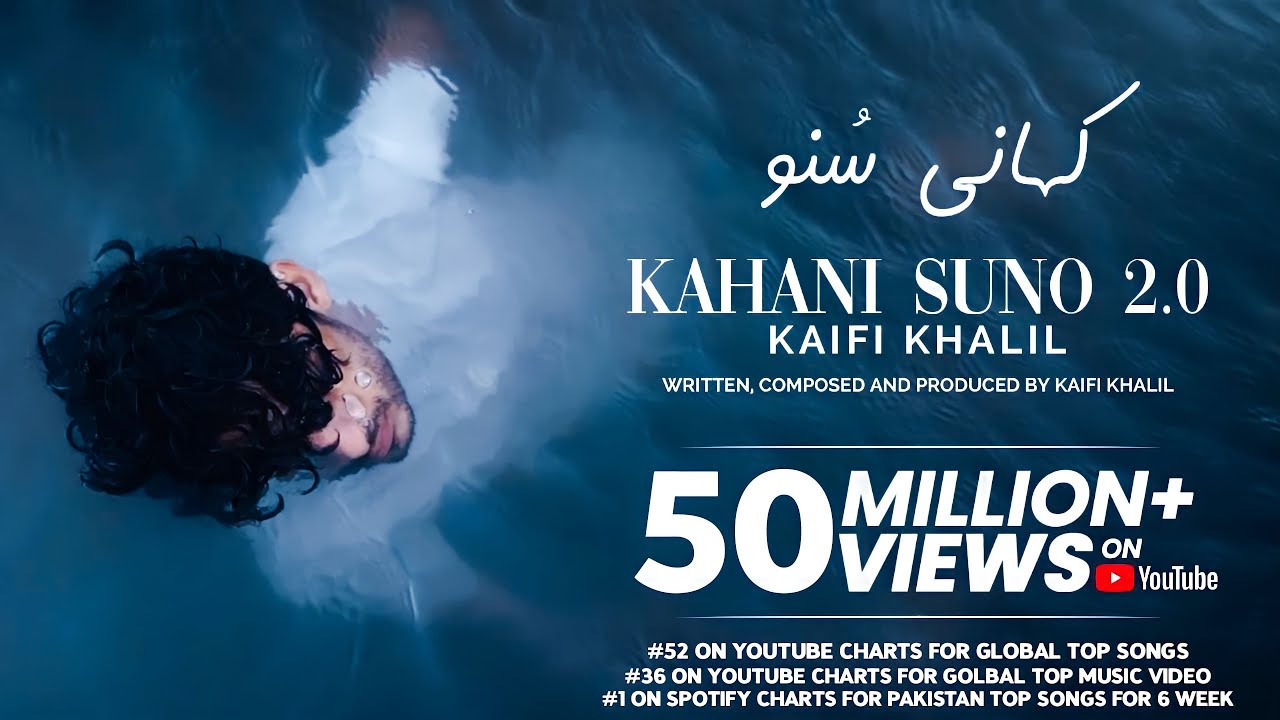 کہانی سُنو
KAHANI SUNO 2.0
KAIFI KHALIL
WRITTEN, COMPOSED AND PRODUCED BY KAIFI KHALIL
50 MILLION+
VIEWS ON YouTube
#52 ON YOUTUBE CHARTS FOR GLOBAL TOP SONGS
#36 ON YOUTUBE CHARTS FOR GOLBAL TOP MUSIC VIDEO
#1 ON SPOTIFY CHARTS FOR PAKISTAN TOP SONGS FOR 6 WEEK